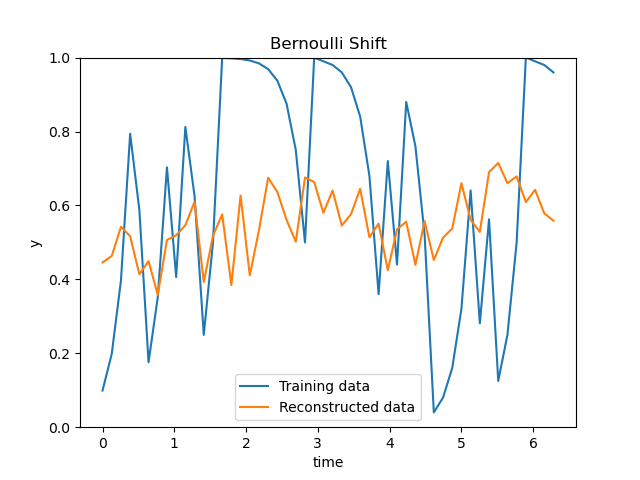 Bernoulli Shift
y
1.0
0.8
0.6
0.4
0.2
0.0
Training data
Reconstructed data
0 1 2 3 4 5 6
time